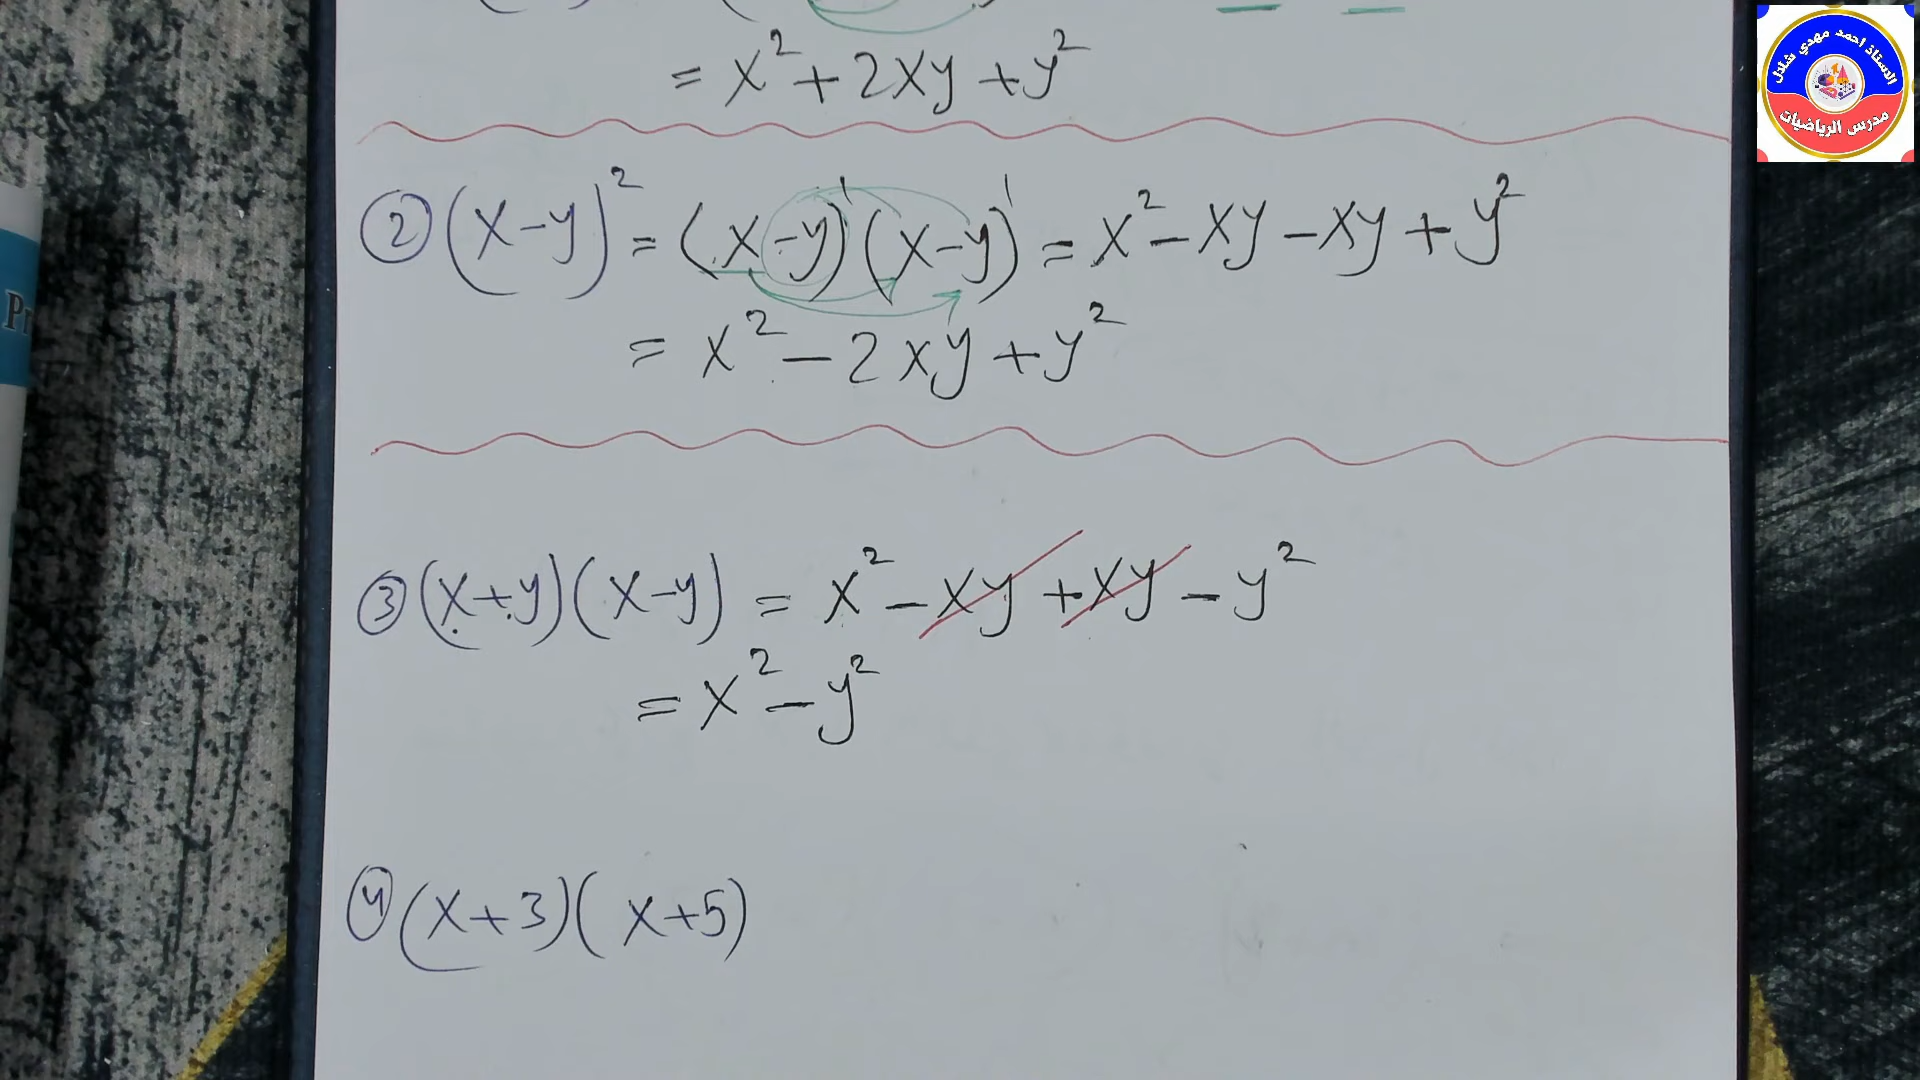 = x² + 2xy + y²
② (x-y)² = (x-y)¹(x-y)¹ = x² - xy - xy + y²
= x² - 2xy + y²
③ (x+y)(x-y) = x² - xy + xy - y²
= x² - y²
④ (x+3)(x+5)
الاستاذ احمد مهدي شلال
مدرس الرياضيات